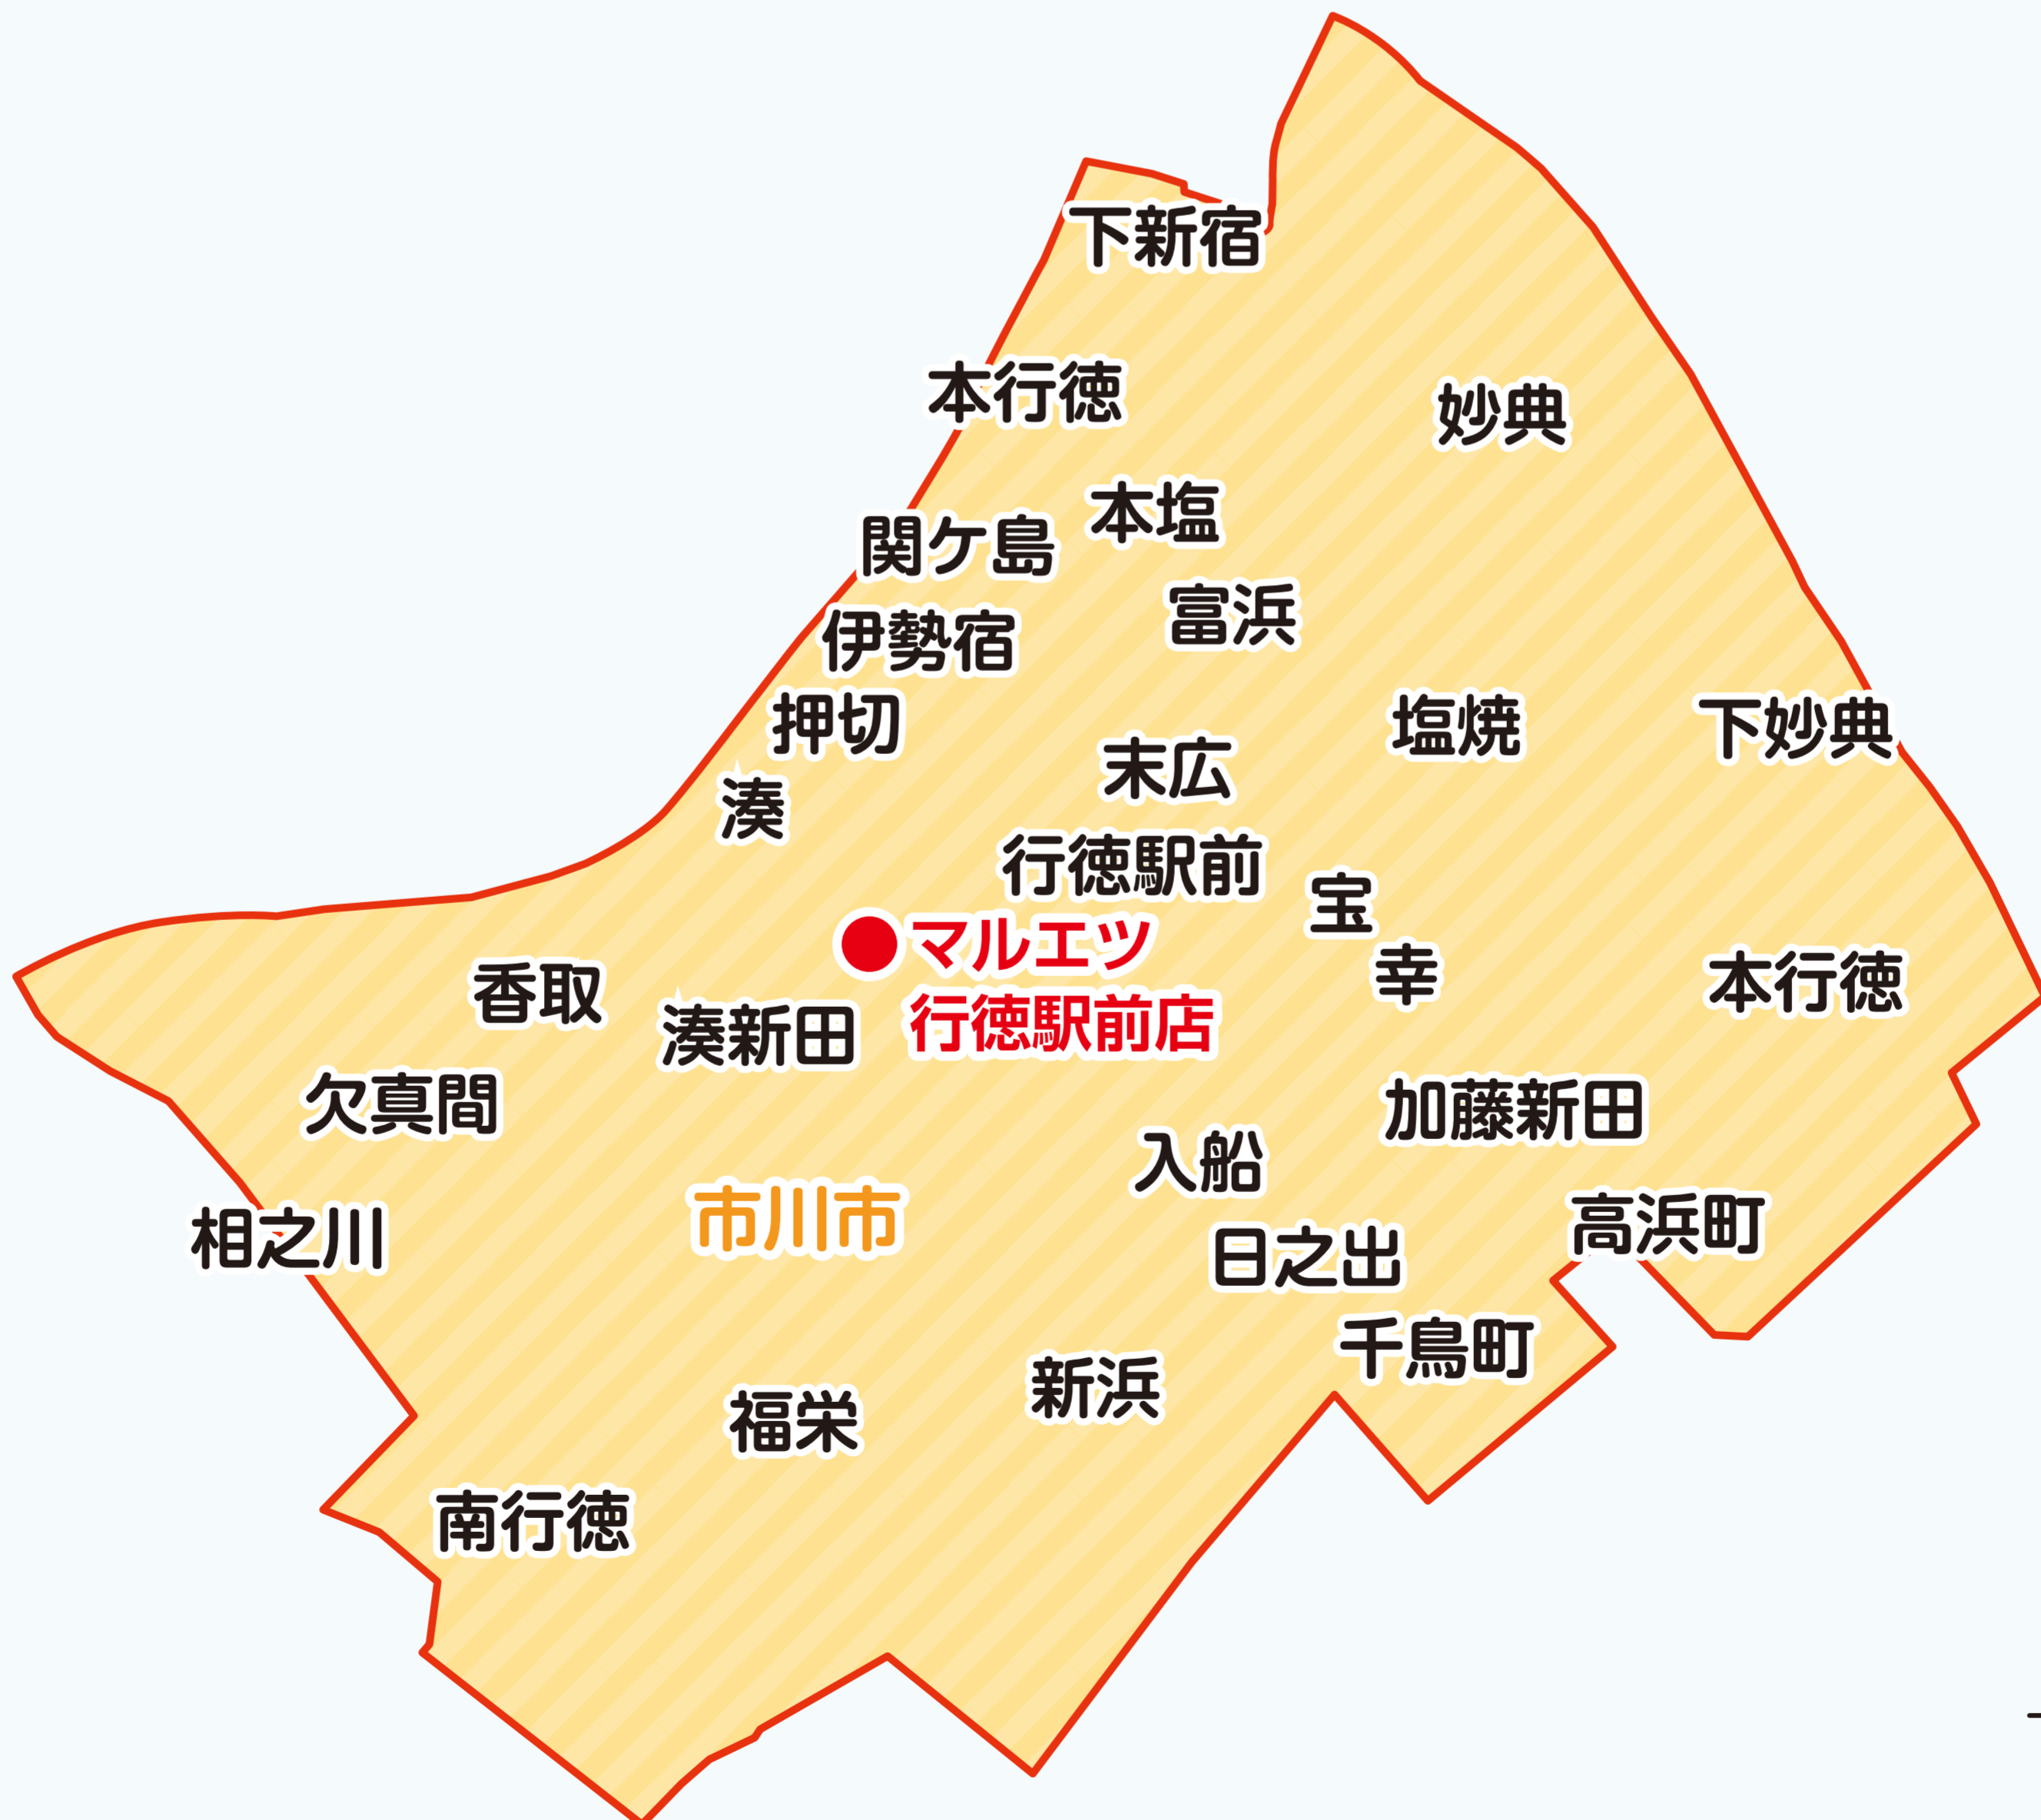 下新宿
本行徳
妙典
本塩
関ケ島
富浜
伊勢宿
押切
塩焼
下妙典
末広
湊
行徳駅前
宝
マルエツ
行徳駅前店
幸
本行徳
香取
湊新田
欠真間
加藤新田
入船
市川市
高浜町
相之川
日之出
千鳥町
新浜
福栄
南行徳